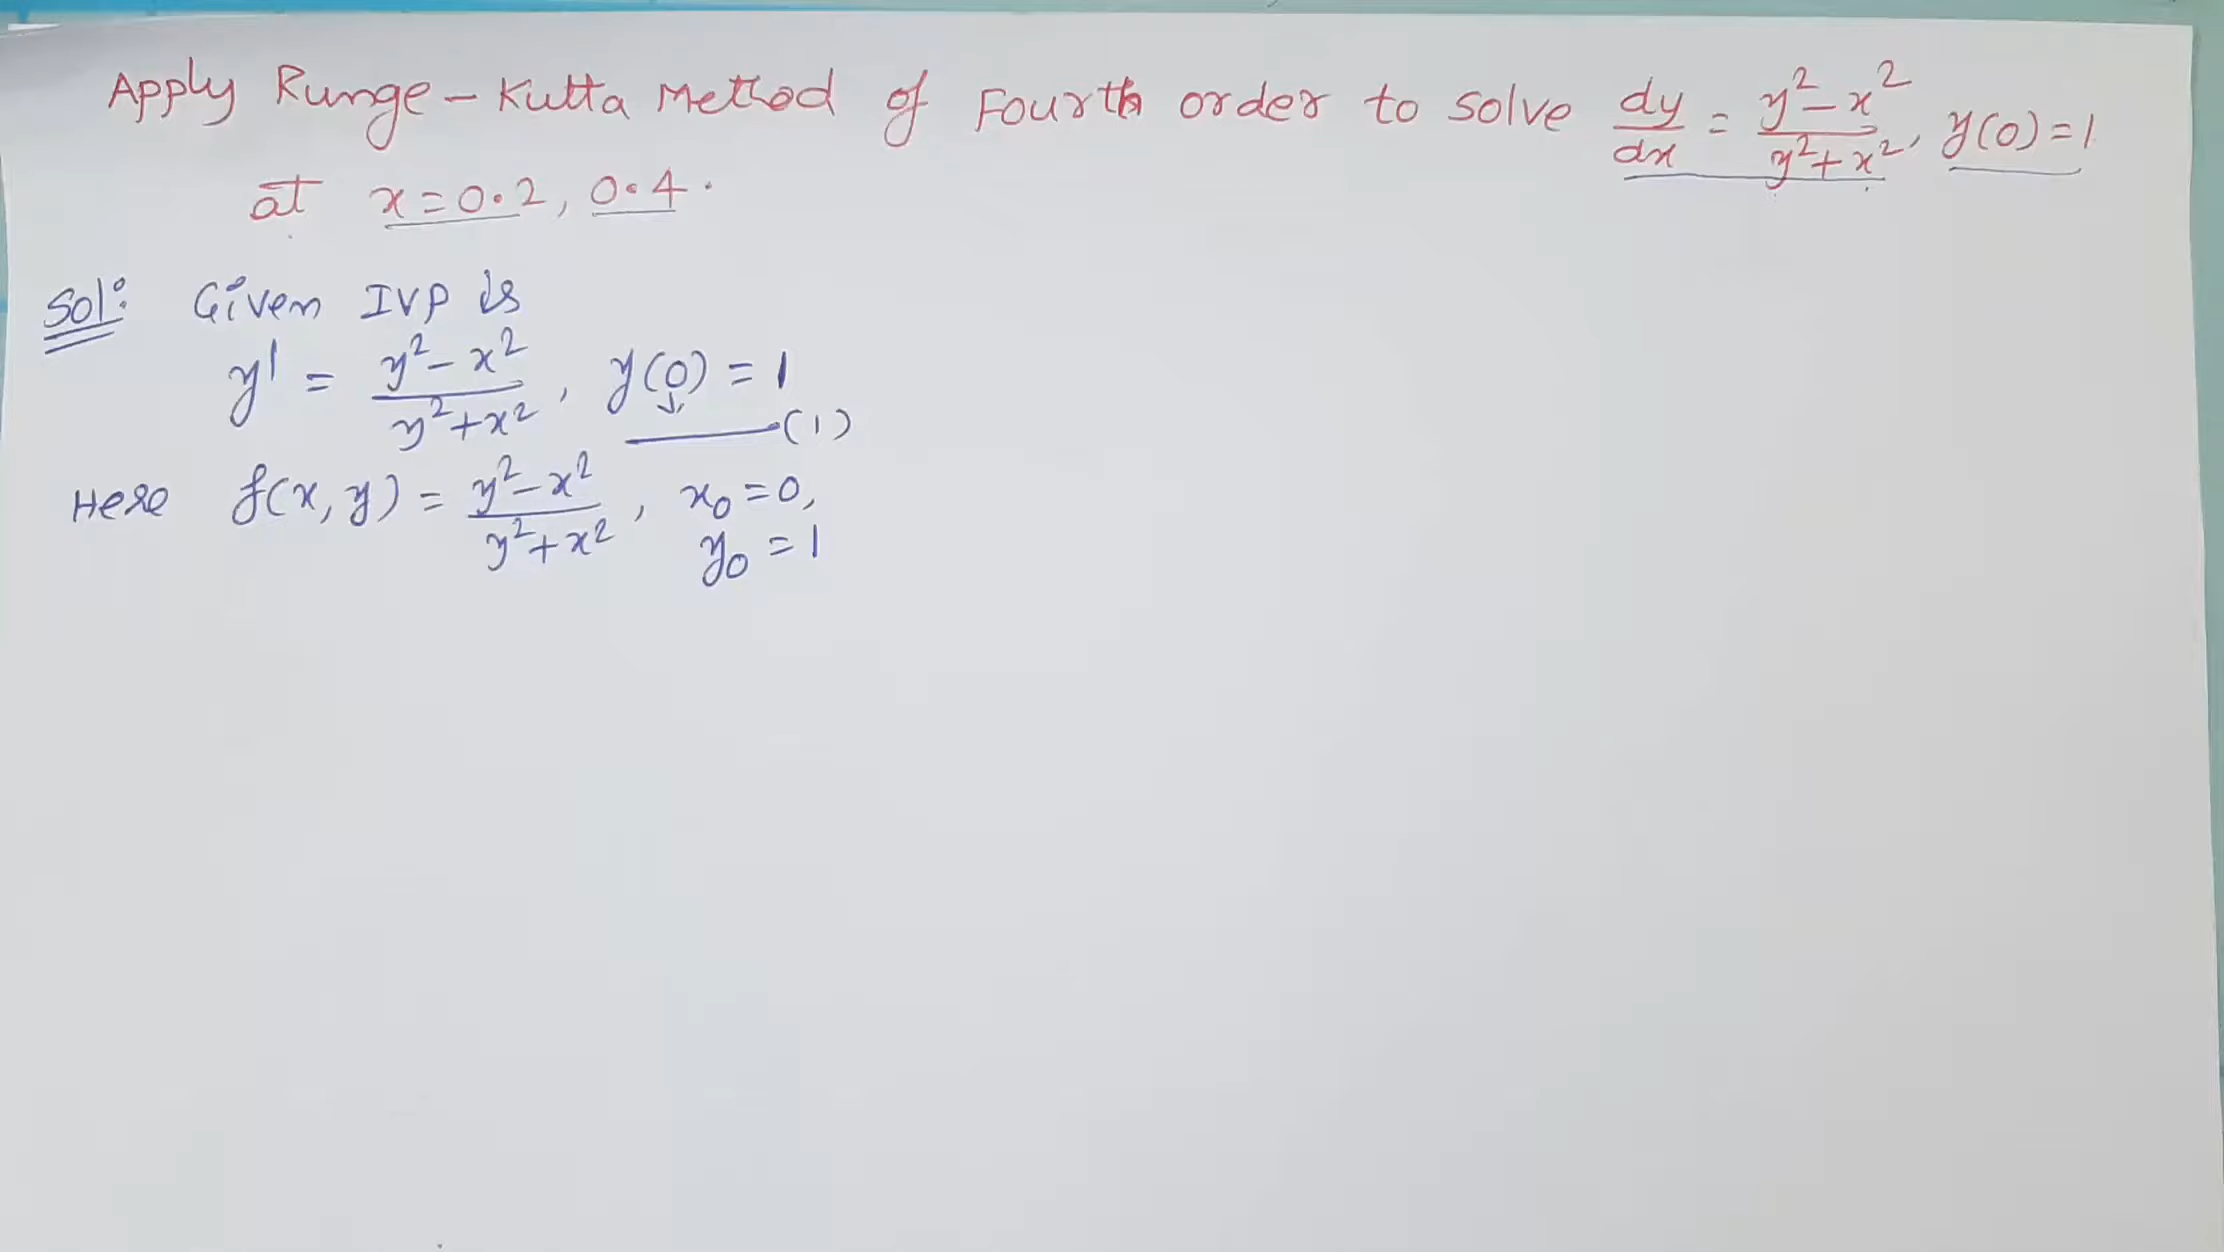 Apply Runge-Kutta Method of Fourth order to solve dy/dx = (y²-x²)/(y²+x²), y(0)=1
at x=0.2, 0.4.
Sol: Given IVP is
y' = (y²-x²)/(y²+x²), y(0)=1 —(1)
Here f(x,y) = (y²-x²)/(y²+x²), x₀=0,
y₀=1